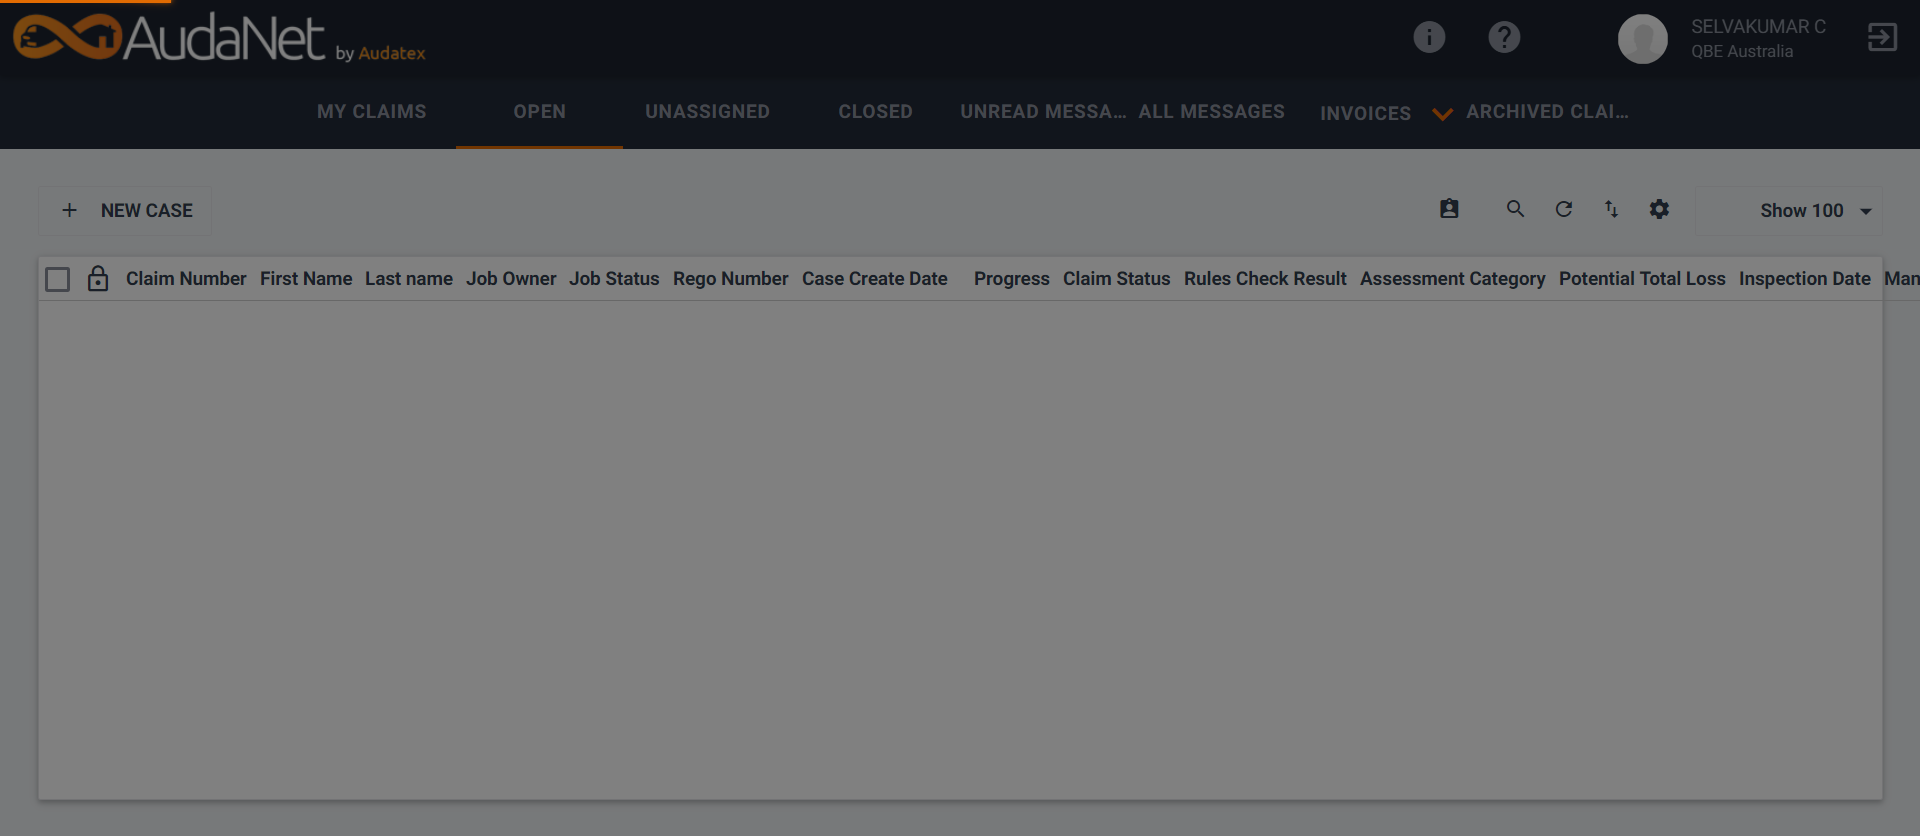 AudaNet by Audatex
SELVAKUMAR C
QBE Australia
MY CLAIMS OPEN UNASSIGNED CLOSED UNREAD MESSA... ALL MESSAGES INVOICES ARCHIVED CLAI...
+ NEW CASE Show 100
Claim Number First Name Last name Job Owner Job Status Rego Number Case Create Date Progress Claim Status Rules Check Result Assessment Category Potential Total Loss Inspection Date Man